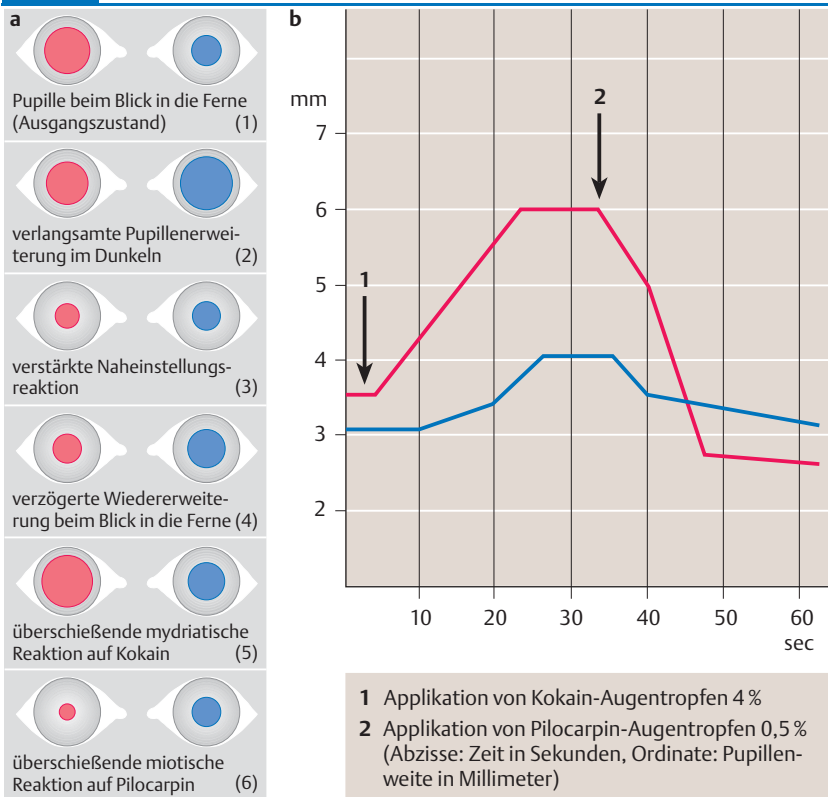 a
Pupille beim Blick in die Ferne
(Ausgangszustand) (1)
verlangsamte Pupillenerwei-
terung im Dunkeln (2)
verstärkte Naheinstellungs-
reaktion (3)
verzögerte Wiedererweite-
rung beim Blick in die Ferne (4)
überschießende mydriatische
Reaktion auf Kokain (5)
überschießende miotische
Reaktion auf Pilocarpin (6)
b
mm
7
6
5
4
3
2
1
2
10 20 30 40 50 60
sec
1 Applikation von Kokain-Augentropfen 4 %
2 Applikation von Pilocarpin-Augentropfen 0,5 %
(Abzisse: Zeit in Sekunden, Ordinate: Pupillen-
weite in Millimeter)